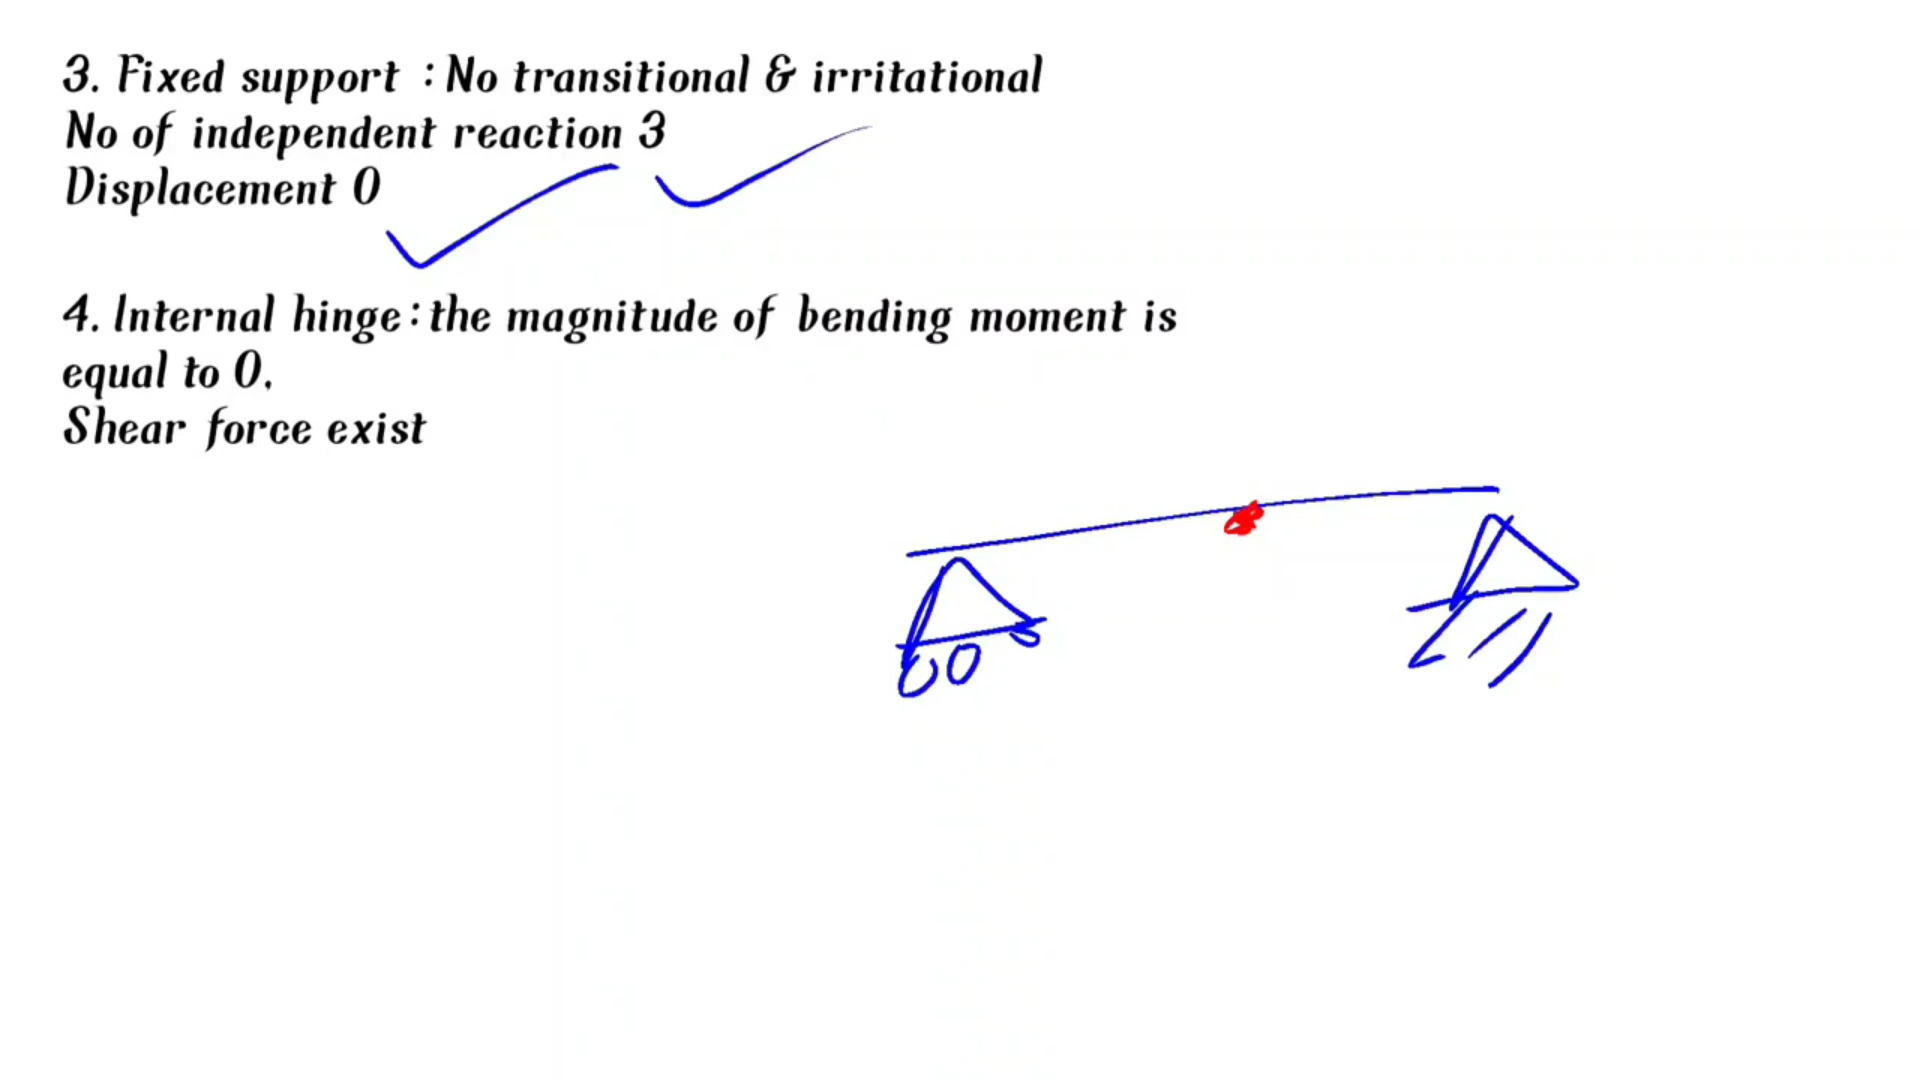 3. Fixed support : No transitional & irritational
No of independent reaction 3
Displacement 0
4. Internal hinge : the magnitude of bending moment is
equal to 0.
Shear force exist